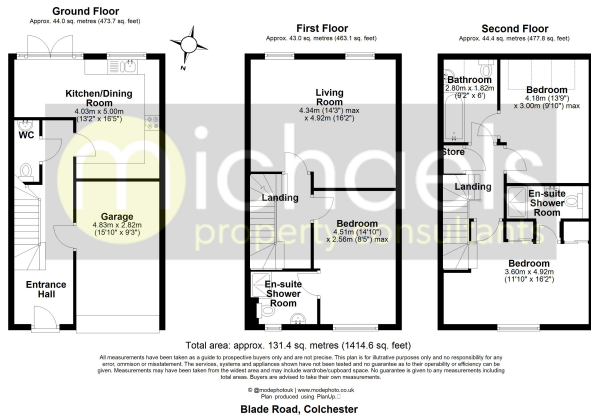 Ground Floor
Approx. 44.0 sq. metres (473.7 sq. feet)
Kitchen/Dining
Room
4.03m x 5.00m
(13'2" x 16'5")
WC
Garage
4.83m x 2.82m
(15'10" x 9'3")
Entrance
Hall
N
First Floor
Approx. 43.0 sq. metres (463.1 sq. feet)
Living
Room
4.34m (14'3") max
x 4.92m (16'2")
Landing
Bedroom
4.51m (14'10")
x 2.56m (8'5") max
En-suite
Shower
Room
Second Floor
Approx. 44.4 sq. metres (477.8 sq. feet)
Bathroom
2.80m x 1.82m
(9'2" x 6')
Bedroom
4.18m (13'9")
x 3.00m (9'10") max
Store
Landing
En-suite
Shower
Room
Bedroom
3.60m x 4.92m
(11'10" x 16'2")
michaels
property consultants
Total area: approx. 131.4 sq. metres (1414.6 sq. feet)
All measurements have been taken as a guide to prospective buyers only and are not precise. This plan is for illustrative purposes only and no responsibility for any
error, ommision or misstatement. The services, systems and appliances shown have not been tested and no guarantee as to their operability or efficiency can be
given. Measurements may have been taken from the widest area and may include wardrobe/cupboard space. No guarantee is given to any measurements including
total areas. Buyers are advised to take their own measurements.
© @modephotouk | www.modephoto.co.uk
Plan produced using PlanUp.
Blade Road, Colchester